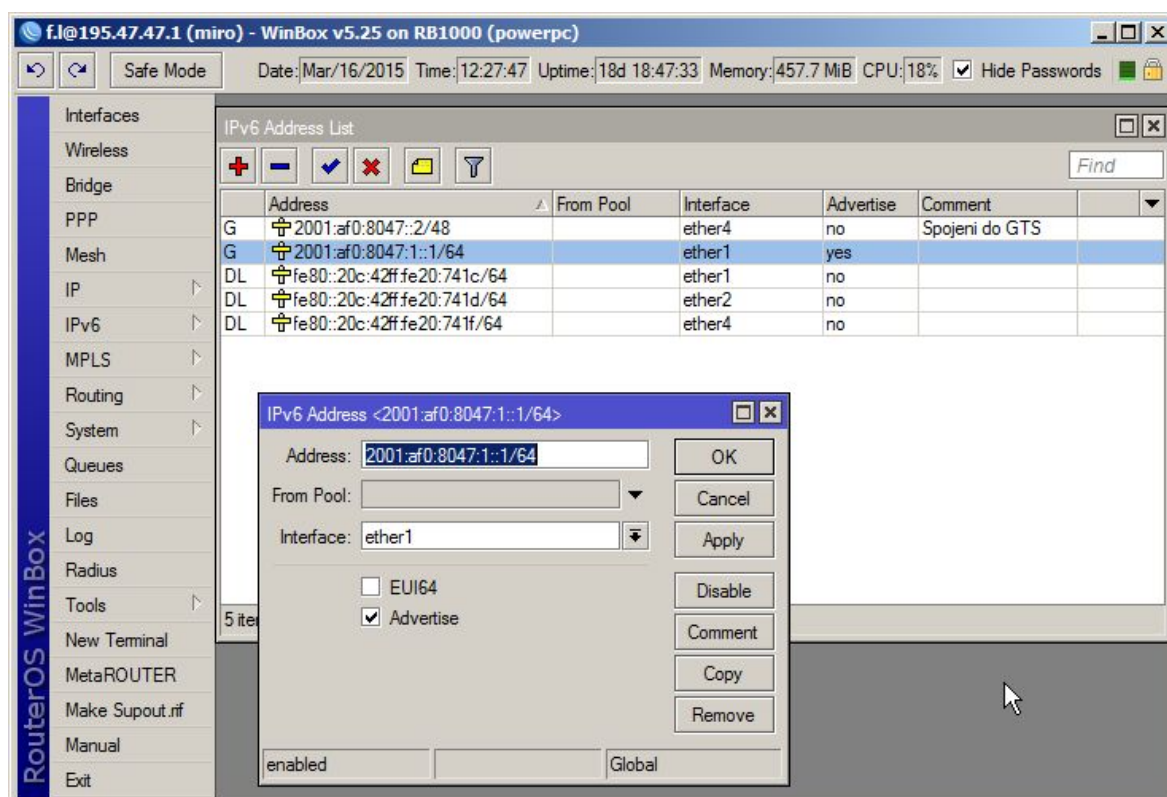 f.l@195.47.47.1 (miro) - WinBox v5.25 on RB1000 (powerpc)
Safe Mode Date: Mar/16/2015 Time: 12:27:47 Uptime: 18d 18:47:33 Memory: 457.7 MiB CPU: 18% Hide Passwords
RouterOS WinBox
Interfaces
Wireless
Bridge
PPP
Mesh
IP
IPv6
MPLS
Routing
System
Queues
Files
Log
Radius
Tools
New Terminal
MetaROUTER
Make Supout.rif
Manual
Exit
IPv6 Address List
Find
Address From Pool Interface Advertise Comment
G 2001:af0:8047::2/48 ether4 no Spojeni do GTS
G 2001:af0:8047:1::1/64 ether1 yes
DL fe80::20c:42ff:fe20:741c/64 ether1 no
DL fe80::20c:42ff:fe20:741d/64 ether2 no
DL fe80::20c:42ff:fe20:741f/64 ether4 no
5 ite
IPv6 Address <2001:af0:8047:1::1/64>
Address: 2001:af0:8047:1::1/64
From Pool:
Interface: ether1
EUI64
Advertise
OK
Cancel
Apply
Disable
Comment
Copy
Remove
enabled Global